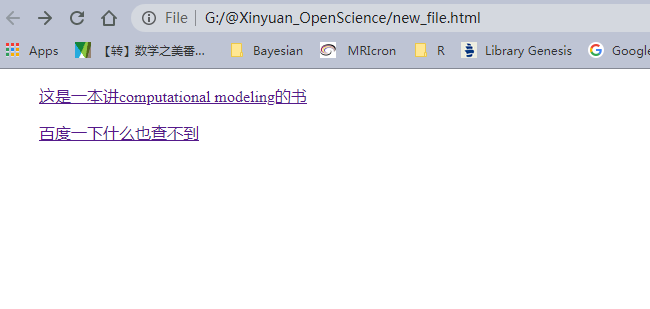 File G:/@Xinyuan_OpenScience/new_file.html
Apps 【转】数学之美番... Bayesian MRIcron R Library Genesis Google
这是一本讲computational modeling的书
百度一下什么也查不到